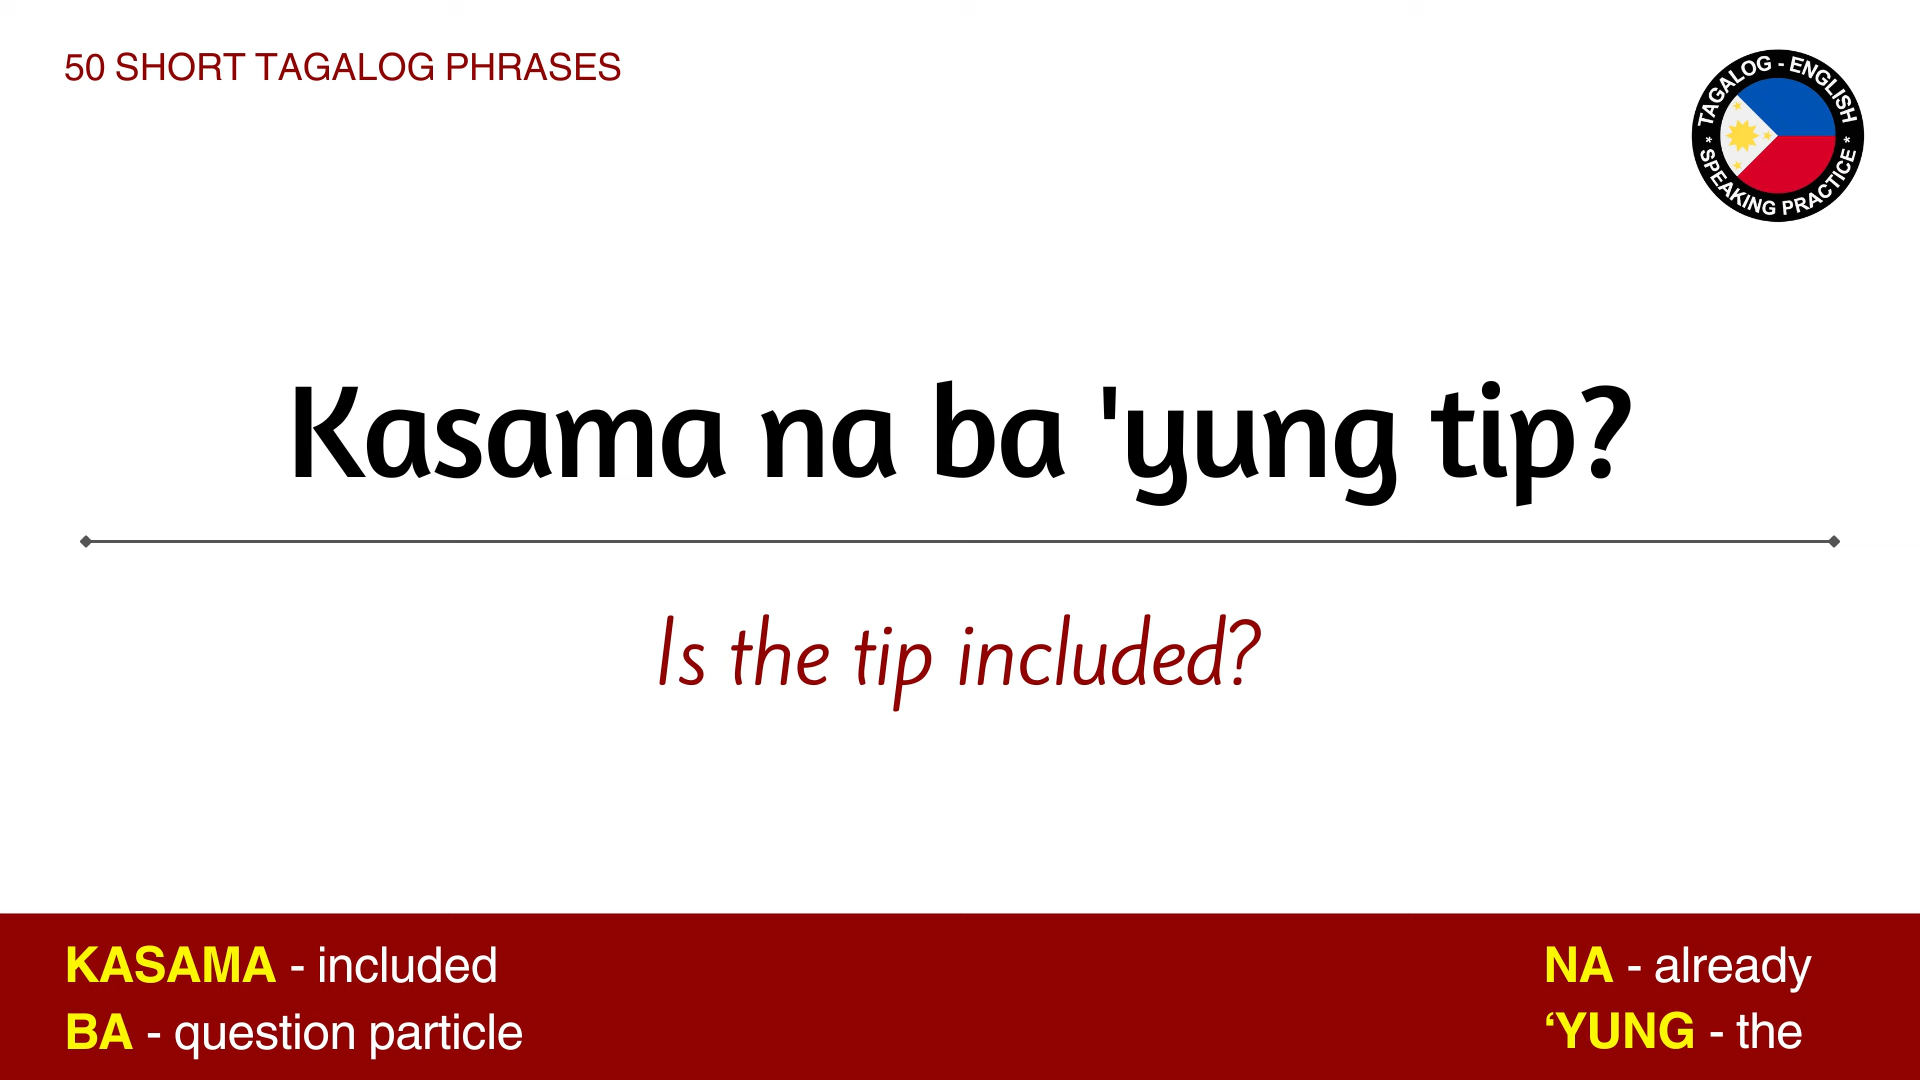 50 SHORT TAGALOG PHRASES
TAGALOG - ENGLISH
* SPEAKING PRACTICE *
Kasama na ba 'yung tip?
Is the tip included?
KASAMA - included
NA - already
BA - question particle
‘YUNG - the